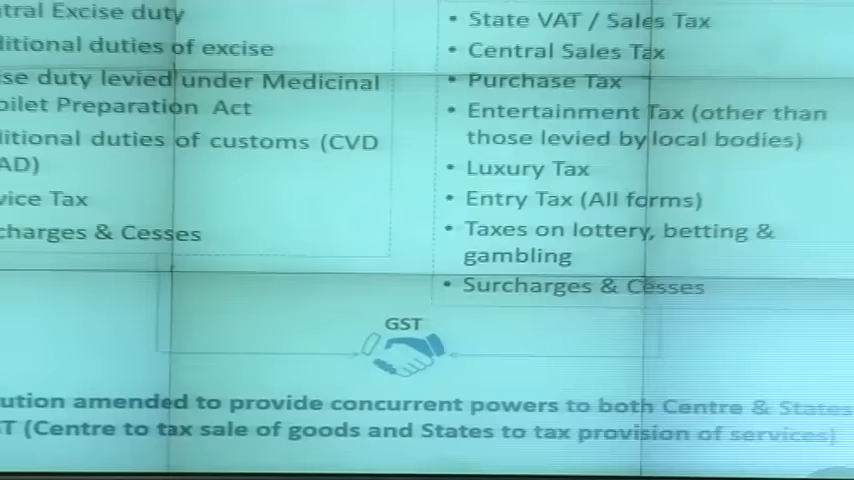 tral Excise duty
ditional duties of excise
ise duty levied under Medicinal
oilet Preparation Act
ditional duties of customs (CVD
AD)
vice Tax
charges & Cesses
• State VAT / Sales Tax
• Central Sales Tax
• Purchase Tax
• Entertainment Tax (other than
those levied by local bodies)
• Luxury Tax
• Entry Tax (All forms)
• Taxes on lottery, betting &
gambling
• Surcharges & Cesses
GST
ution amended to provide concurrent powers to both Centre & States
T (Centre to tax sale of goods and States to tax provision of services)